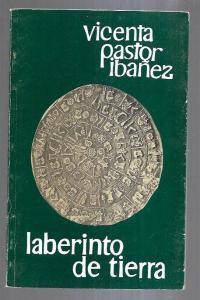 vicenta
pastor
ibañez
laberinto
de tierra